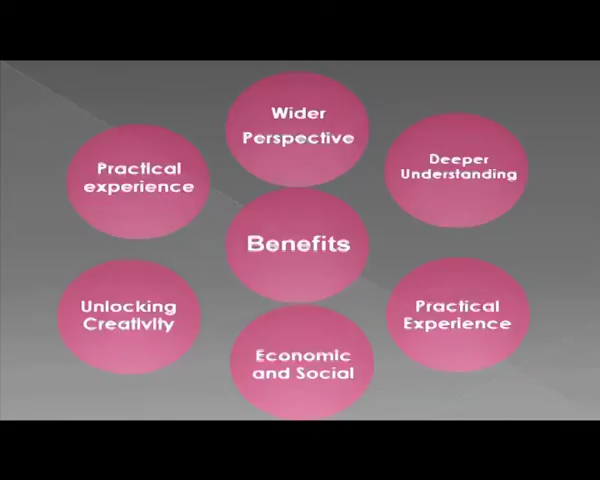 Wider
Perspective
Deeper
Understanding
Practical
experience
Benefits
Unlocking
Creativity
Practical
Experience
Economic
and Social